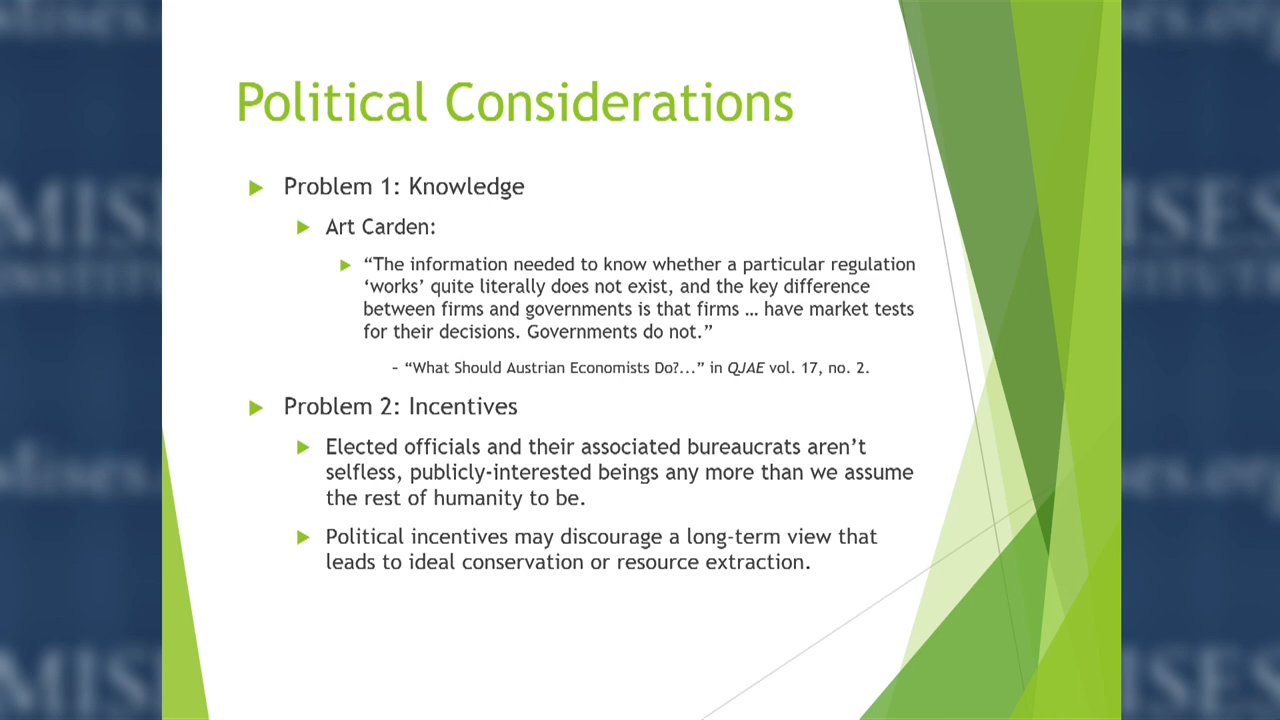 Political Considerations
Problem 1: Knowledge
Art Carden:
“The information needed to know whether a particular regulation
‘works’ quite literally does not exist, and the key difference
between firms and governments is that firms … have market tests
for their decisions. Governments do not.”
– “What Should Austrian Economists Do?...” in QJAE vol. 17, no. 2.
Problem 2: Incentives
Elected officials and their associated bureaucrats aren’t
selfless, publicly-interested beings any more than we assume
the rest of humanity to be.
Political incentives may discourage a long-term view that
leads to ideal conservation or resource extraction.